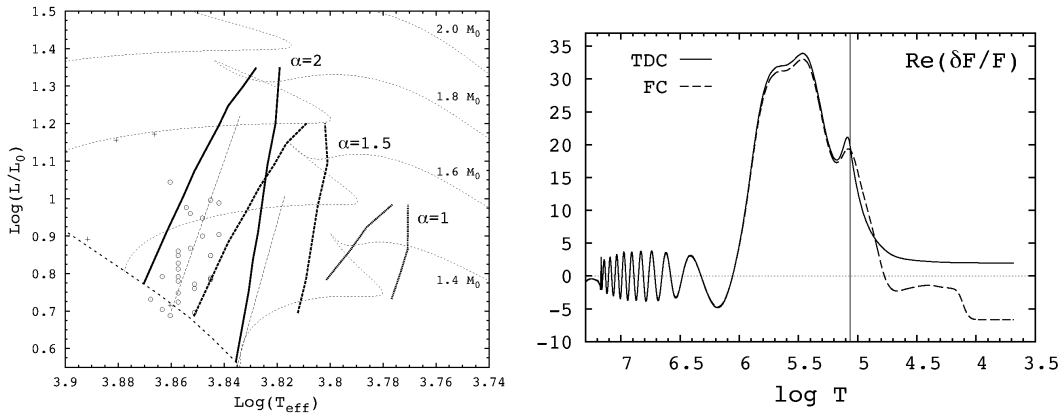 1.5
1.4
1.3
1.2
1.1
1
0.9
0.8
0.7
0.6
Log(L/L₀)
3.9
3.88
3.86
3.84
3.82
3.8
3.78
3.76
3.74
Log(T_eff)
2.0 M₀
1.8 M₀
1.6 M₀
1.4 M₀
α=2
α=1.5
α=1
35
30
25
20
15
10
5
0
-5
-10
TDC
FC
Re(δF/F)
7
6.5
6
5.5
5
4.5
4
3.5
log T